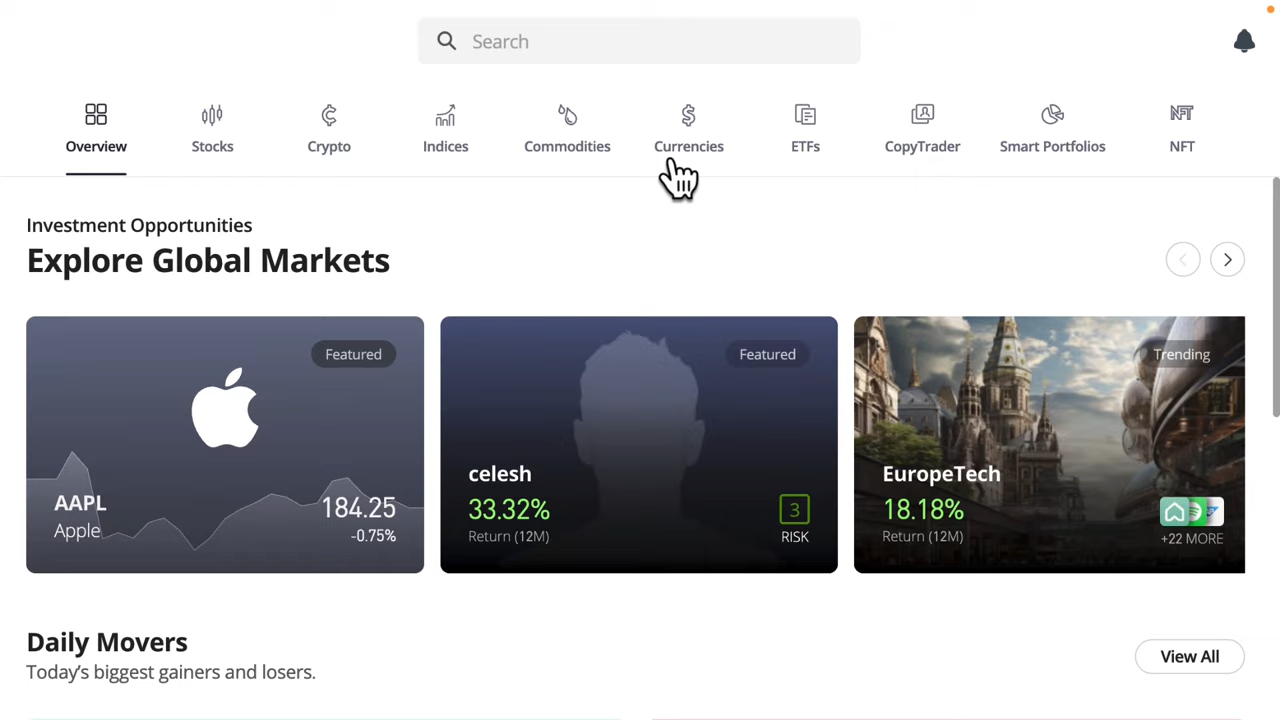 Search
Overview
Stocks
Crypto
Indices
Commodities
Currencies
ETFs
CopyTrader
Smart Portfolios
NFT
NFT
Investment Opportunities
Explore Global Markets
Featured
AAPL
184.25
Apple
-0.75%
Featured
celesh
33.32%
3
Return (12M)
RISK
Trending
EuropeTech
18.18%
Return (12M)
+22 MORE
Daily Movers
Today's biggest gainers and losers.
View All